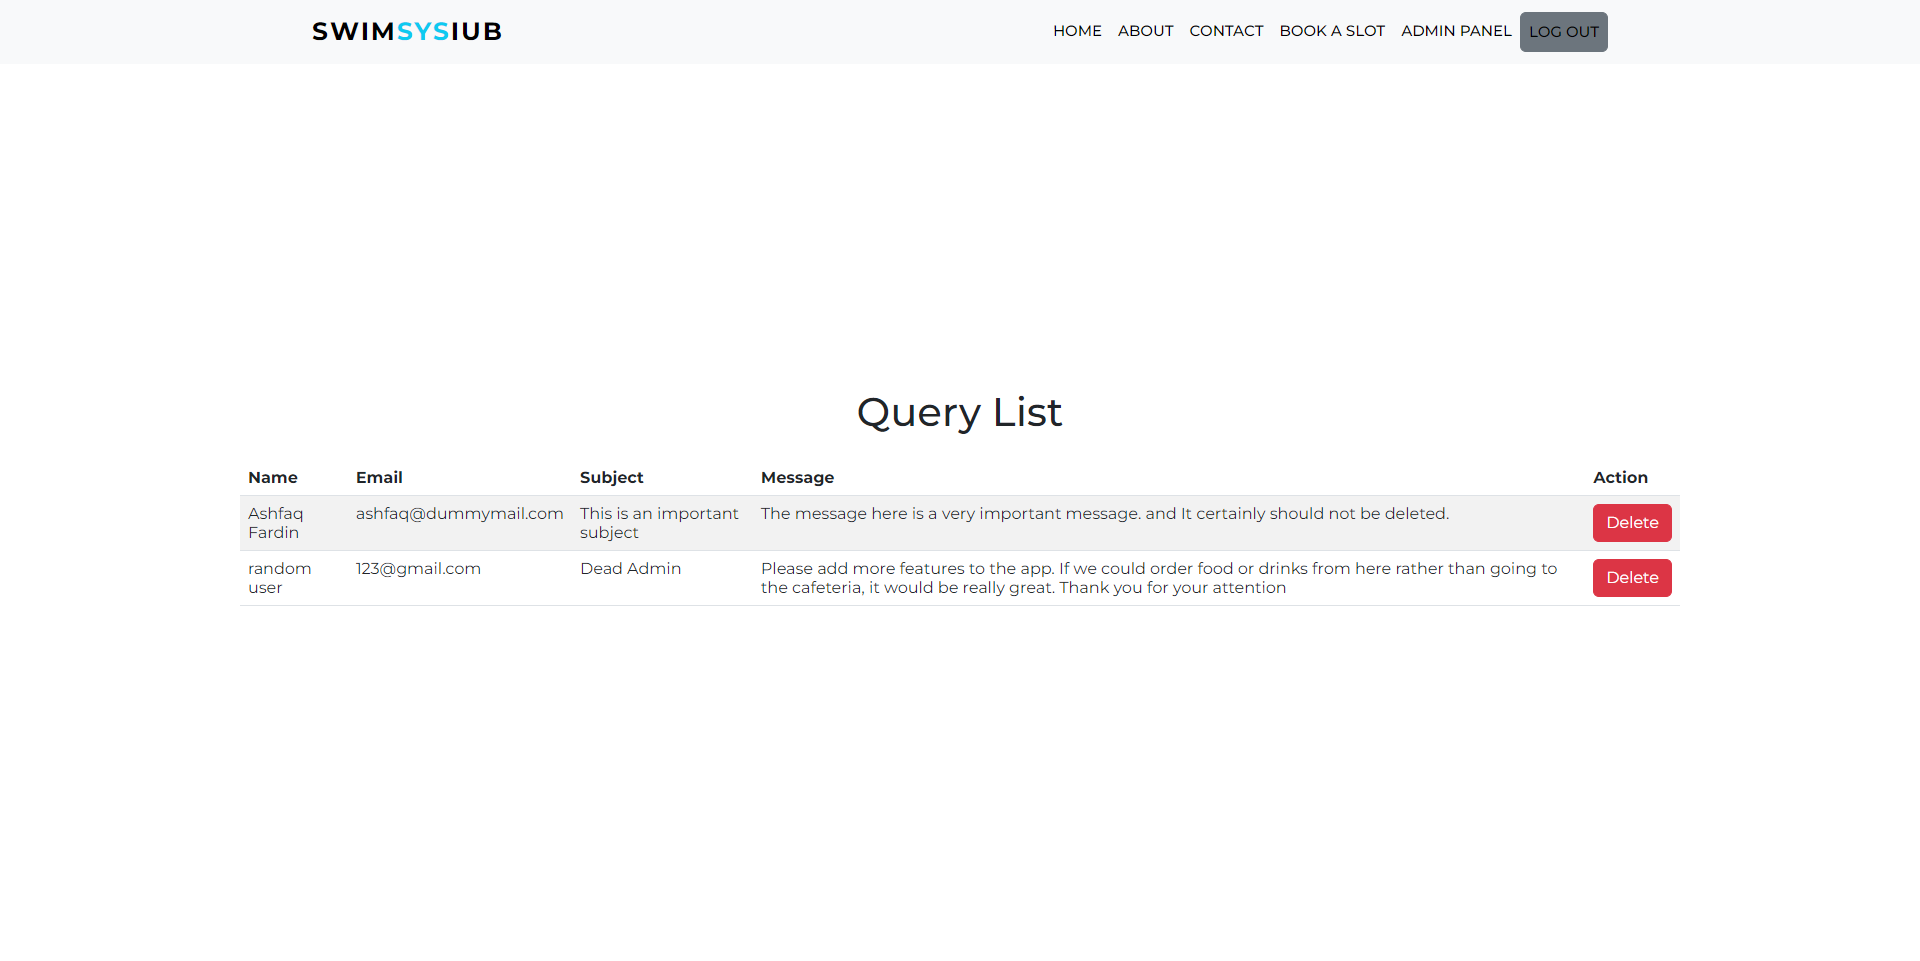 SWIMSYSIUB
HOME ABOUT CONTACT BOOK A SLOT ADMIN PANEL LOG OUT
Query List
Name Email Subject Message Action
Ashfaq ashfaq@dummymail.com This is an important The message here is a very important message. and It certainly should not be deleted. Delete
Fardin subject
random 123@gmail.com Dead Admin Please add more features to the app. If we could order food or drinks from here rather than going to Delete
user the cafeteria, it would be really great. Thank you for your attention